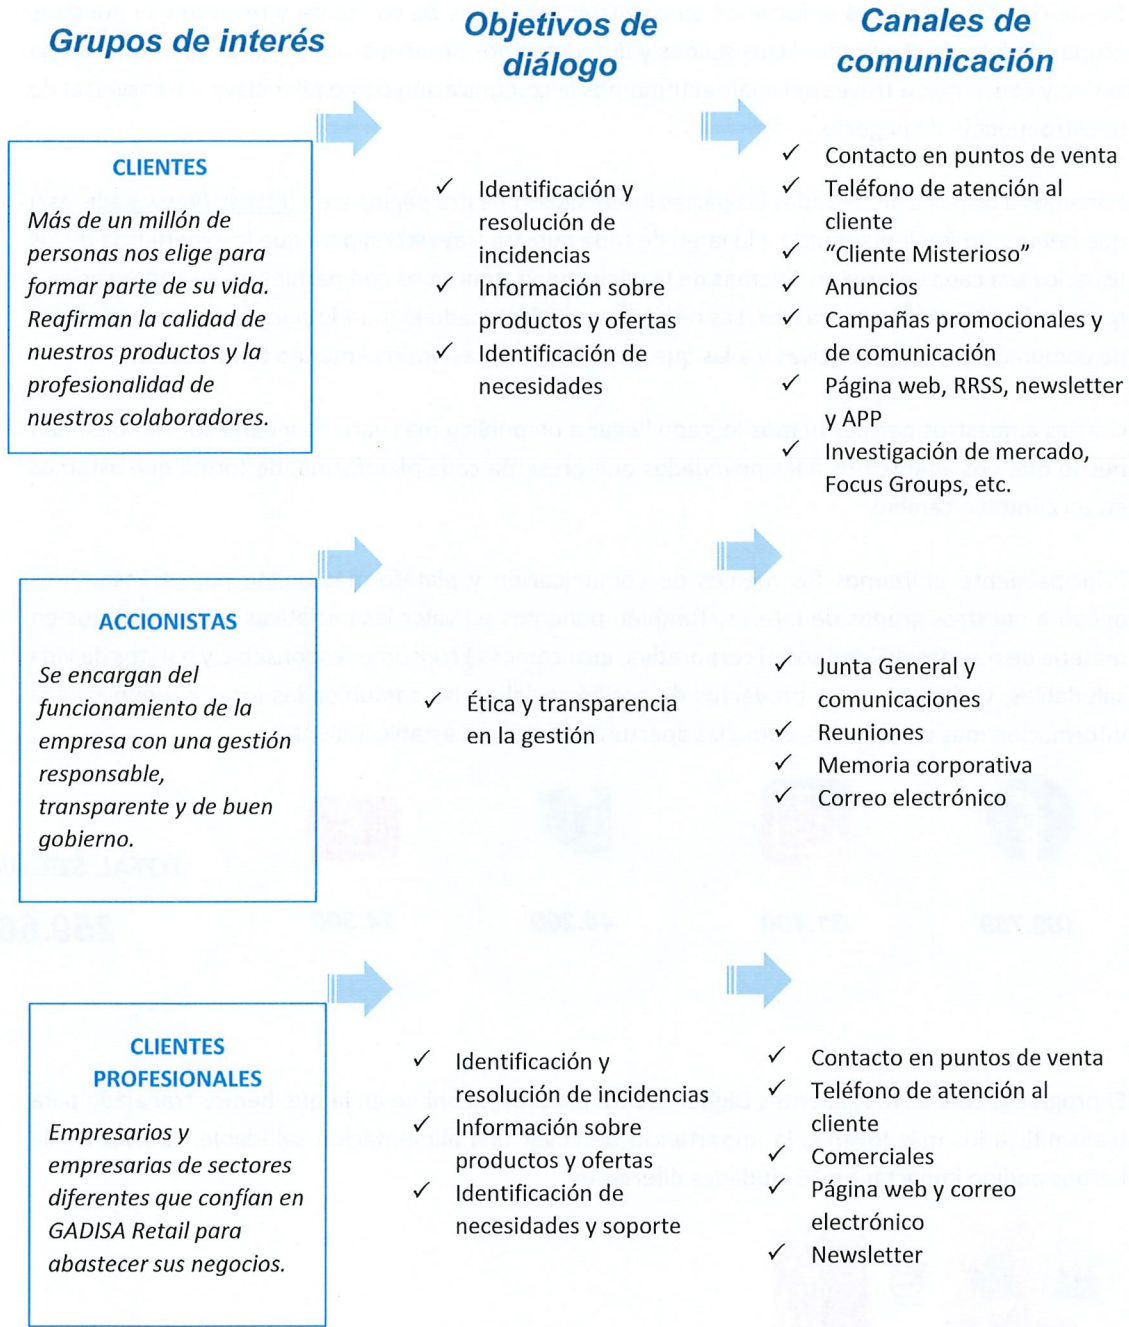 Grupos de interés
Objetivos de
diálogo
Canales de
comunicación
CLIENTES
Más de un millón de
personas nos elige para
formar parte de su vida.
Reafirman la calidad de
nuestros productos y la
profesionalidad de
nuestros colaboradores.
✓ Identificación y
resolución de
incidencias
✓ Información sobre
productos y ofertas
✓ Identificación de
necesidades
✓ Contacto en puntos de venta
✓ Teléfono de atención al
cliente
✓ “Cliente Misterioso”
✓ Anuncios
✓ Campañas promocionales y
de comunicación
✓ Página web, RRSS, newsletter
y APP
✓ Investigación de mercado,
Focus Groups, etc.
ACCIONISTAS
Se encargan del
funcionamiento de la
empresa con una gestión
responsable,
transparente y de buen
gobierno.
✓ Ética y transparencia
en la gestión
✓ Junta General y
comunicaciones
✓ Reuniones
✓ Memoria corporativa
✓ Correo electrónico
CLIENTES
PROFESIONALES
Empresarios y
empresarias de sectores
diferentes que confían en
GADISA Retail para
abastecer sus negocios.
✓ Identificación y
resolución de incidencias
✓ Información sobre
productos y ofertas
✓ Identificación de
necesidades y soporte
✓ Contacto en puntos de venta
✓ Teléfono de atención al
cliente
✓ Comerciales
✓ Página web y correo
electrónico
✓ Newsletter